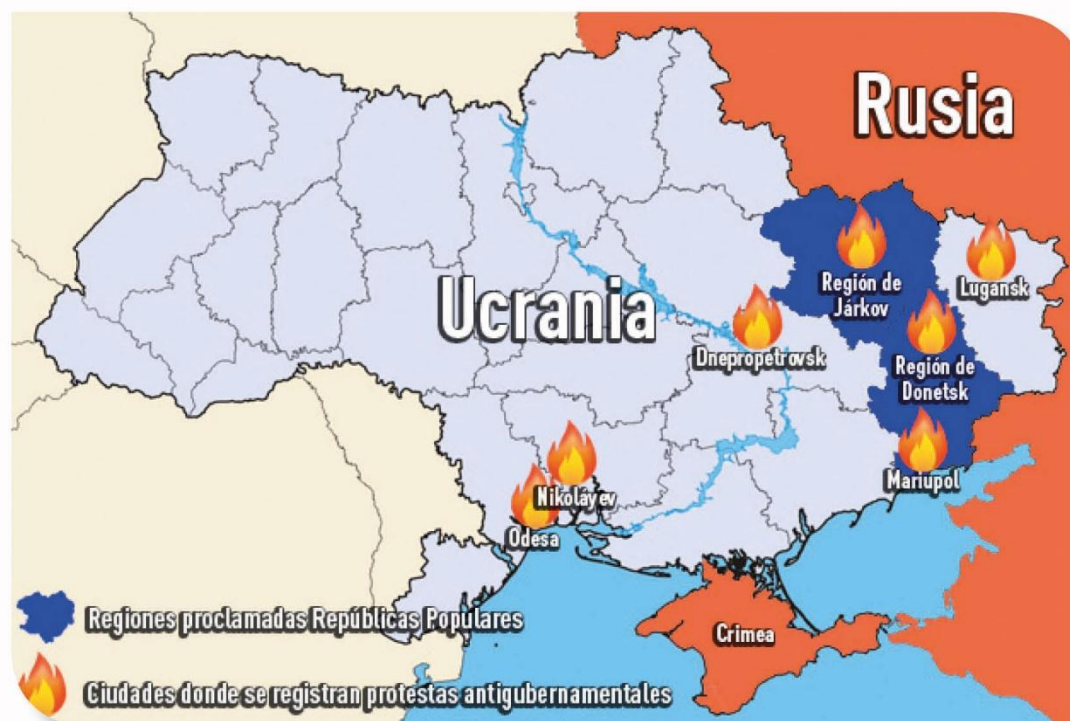 Rusia
Región de
Járkov
Lugansk
Ucrania
Dnepropetrovsk
Región de
Donetsk
Mariupol
Nikoláyev
Odesa
Crimea
Regiones proclamadas Repúblicas Populares
Ciudades donde se registran protestas antigubernamentales